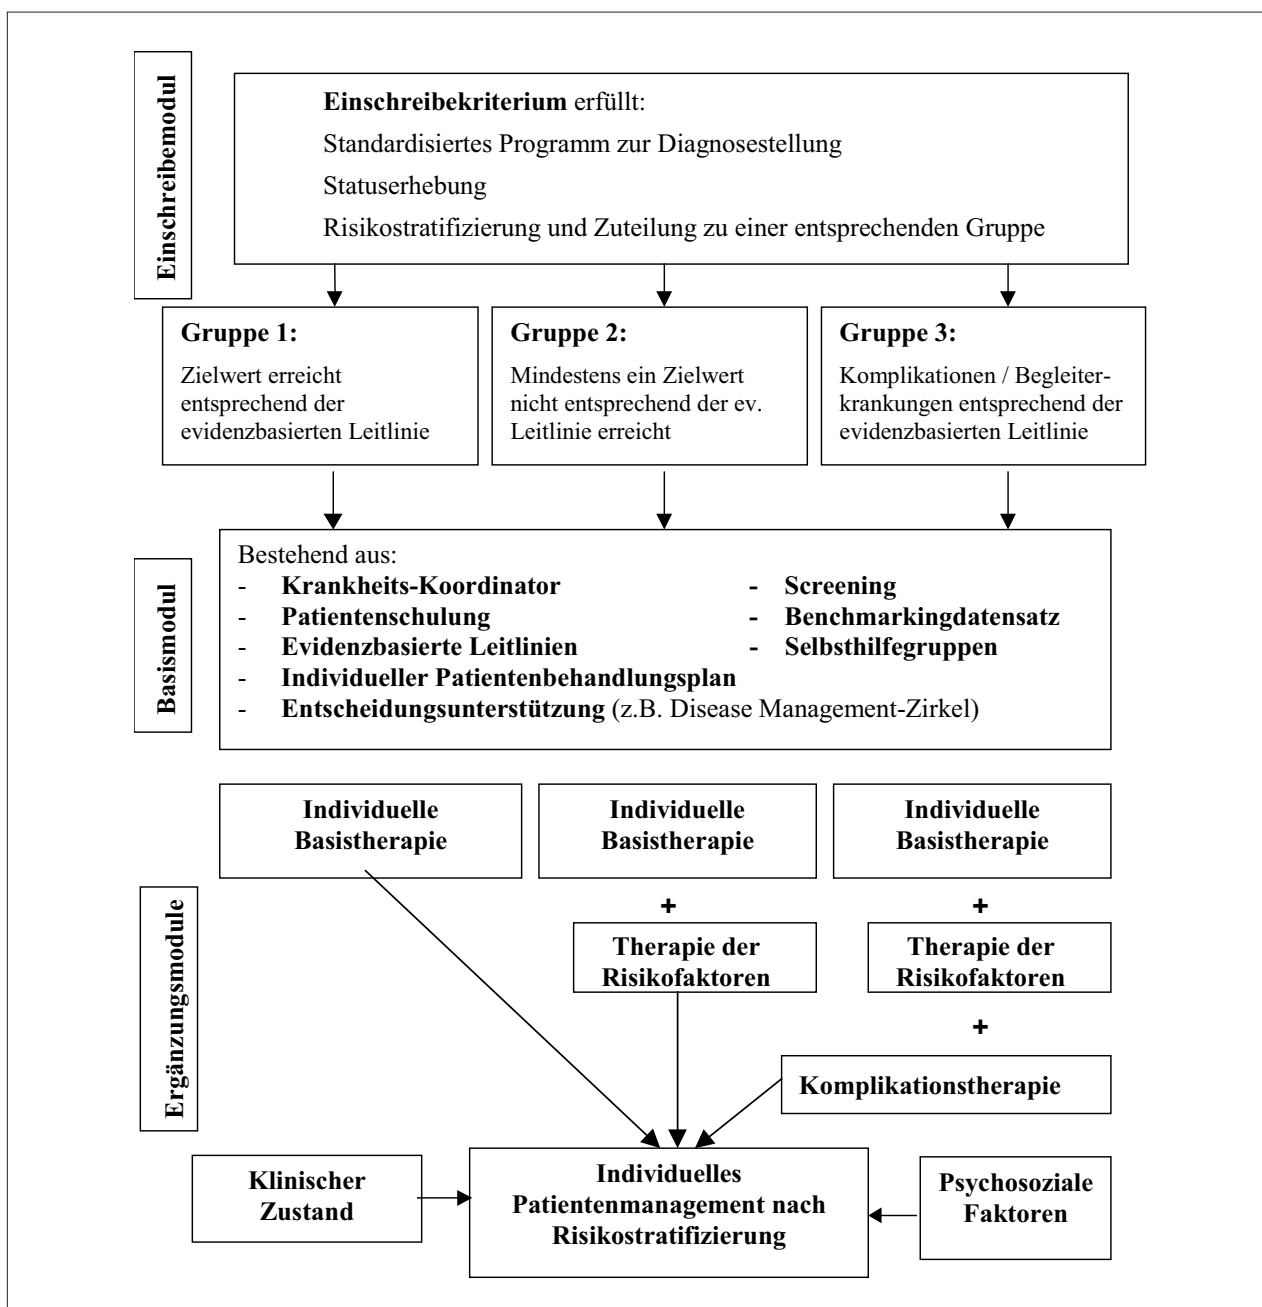 Einschreibemodul
Einschreibekriterium erfüllt:
Standardisiertes Programm zur Diagnosestellung
Statuserhebung
Risikostratifizierung und Zuteilung zu einer entsprechenden Gruppe
Gruppe 1:
Zielwert erreicht
entsprechend der
evidenzbasierten Leitlinie
Gruppe 2:
Mindestens ein Zielwert
nicht entsprechend der ev.
Leitlinie erreicht
Gruppe 3:
Komplikationen / Begleiter-
krankungen entsprechend der
evidenzbasierten Leitlinie
Basismodul
Bestehend aus:
- Krankheits-Koordinator
- Patientenschulung
- Evidenzbasierte Leitlinien
- Individueller Patientenbehandlungsplan
- Entscheidungsunterstützung (z.B. Disease Management-Zirkel)
- Screening
- Benchmarkingdatensatz
- Selbsthilfegruppen
Ergänzungsmodule
Individuelle
Basistherapie
Individuelle
Basistherapie
+
Therapie der
Risikofaktoren
Individuelle
Basistherapie
+
Therapie der
Risikofaktoren
+
Komplikationstherapie
Klinischer
Zustand
Individuelles
Patientenmanagement nach
Risikostratifizierung
Psychosoziale
Faktoren